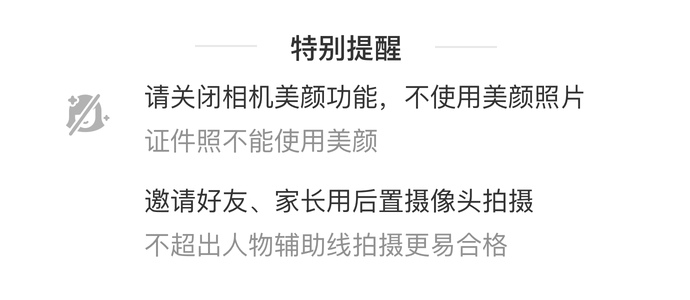 特别提醒
请关闭相机美颜功能，不使用美颜照片
证件照不能使用美颜
邀请好友、家长用后置摄像头拍摄
不超出人物辅助线拍摄更易合格